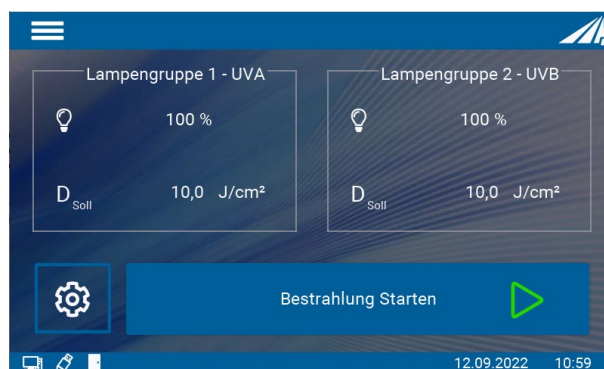 Lampengruppe 1 - UVA
100 %
D Soll 10,0 J/cm²
Lampengruppe 2 - UVB
100 %
D Soll 10,0 J/cm²
Bestrahlung Starten
12.09.2022 10:59